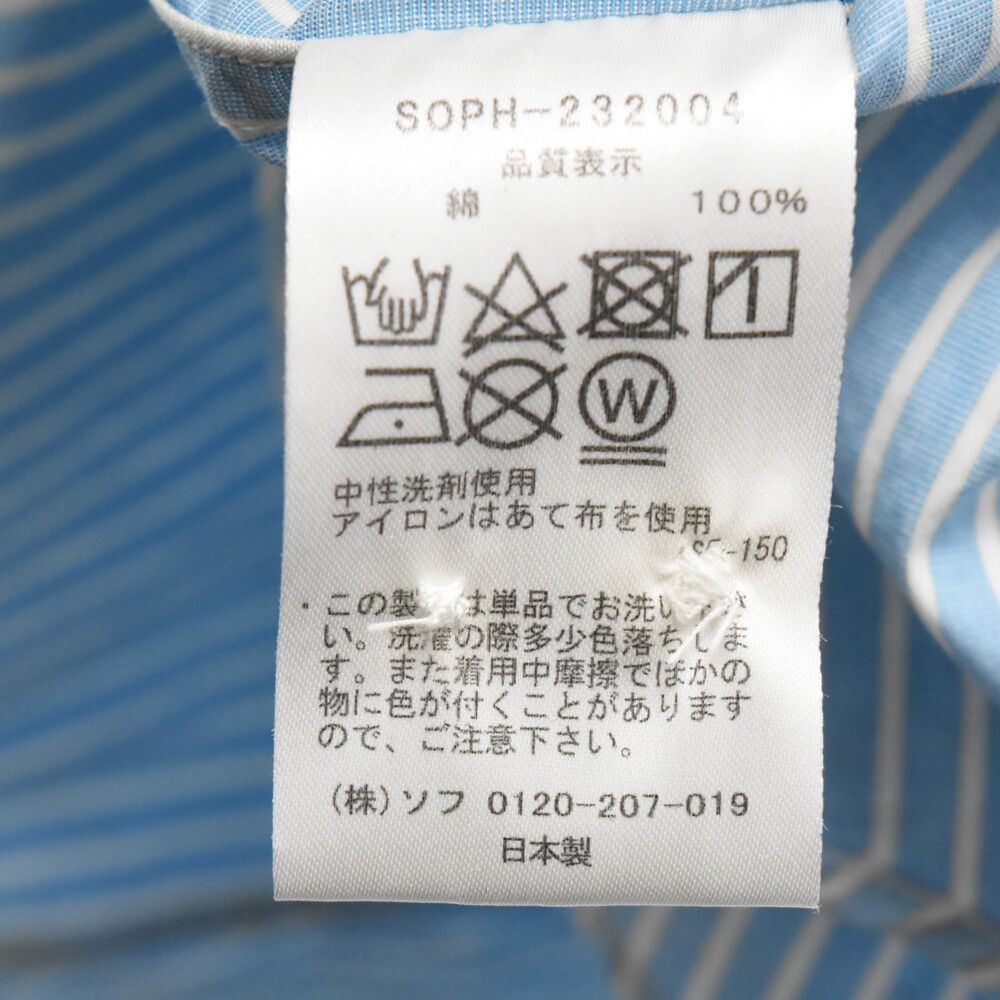 SOPH-232004
品質表示
綿 100%
W
中性洗剤使用
アイロンはあて布を使用
-150
・この製 は単品でお洗い さ
い。洗濯の際多少色落ちしま
す。また着用中摩擦でほかの
物に色が付くことがあります
ので、ご注意下さい。
(株)ソフ 0120-207-019
日本製